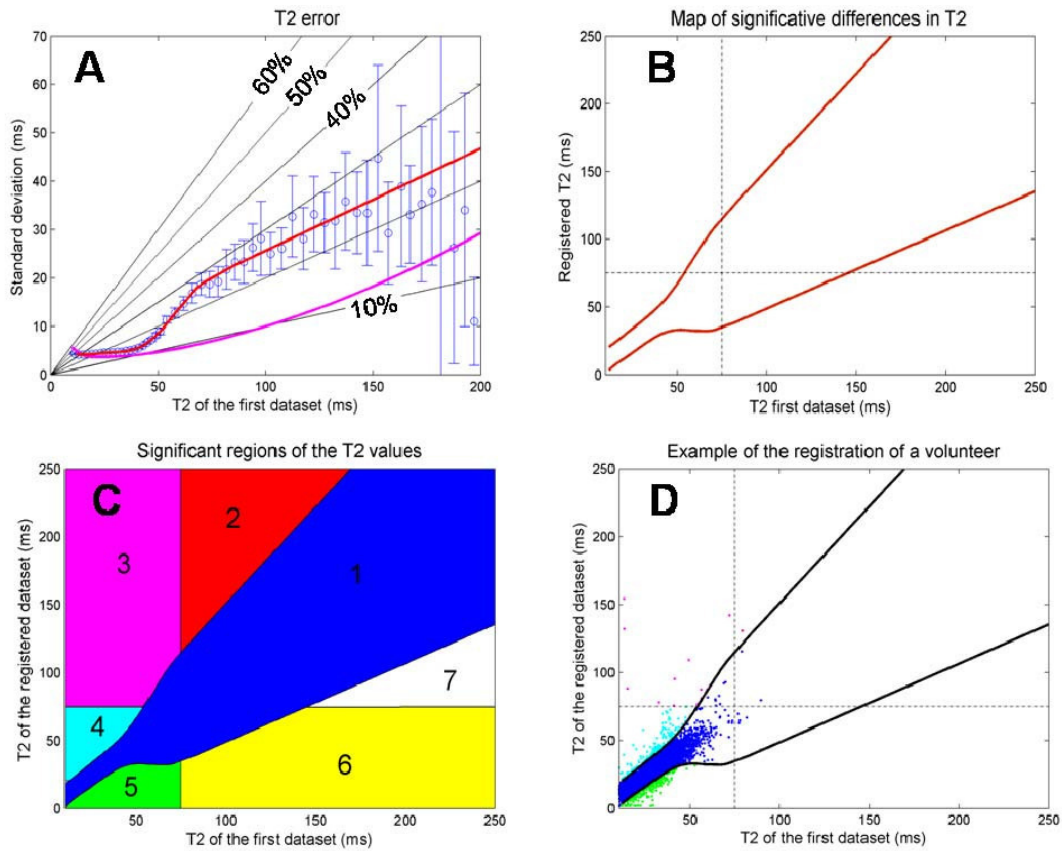 T2 error
A
60%
50%
40%
10%
Standard deviation (ms)
70
60
50
40
30
20
10
0
0 50 100 150 200
T2 of the first dataset (ms)
Map of significative differences in T2
B
Registered T2 (ms)
250
200
150
100
50
0
50 100 150 200 250
T2 first dataset (ms)
Significant regions of the T2 values
C
T2 of the registered dataset (ms)
250
200
150
100
50
0
3
2
1
7
4
6
5
50 100 150 200 250
T2 of the first dataset (ms)
Example of the registration of a volunteer
D
T2 of the registered dataset (ms)
250
200
150
100
50
0
50 100 150 200 250
T2 of the first dataset (ms)